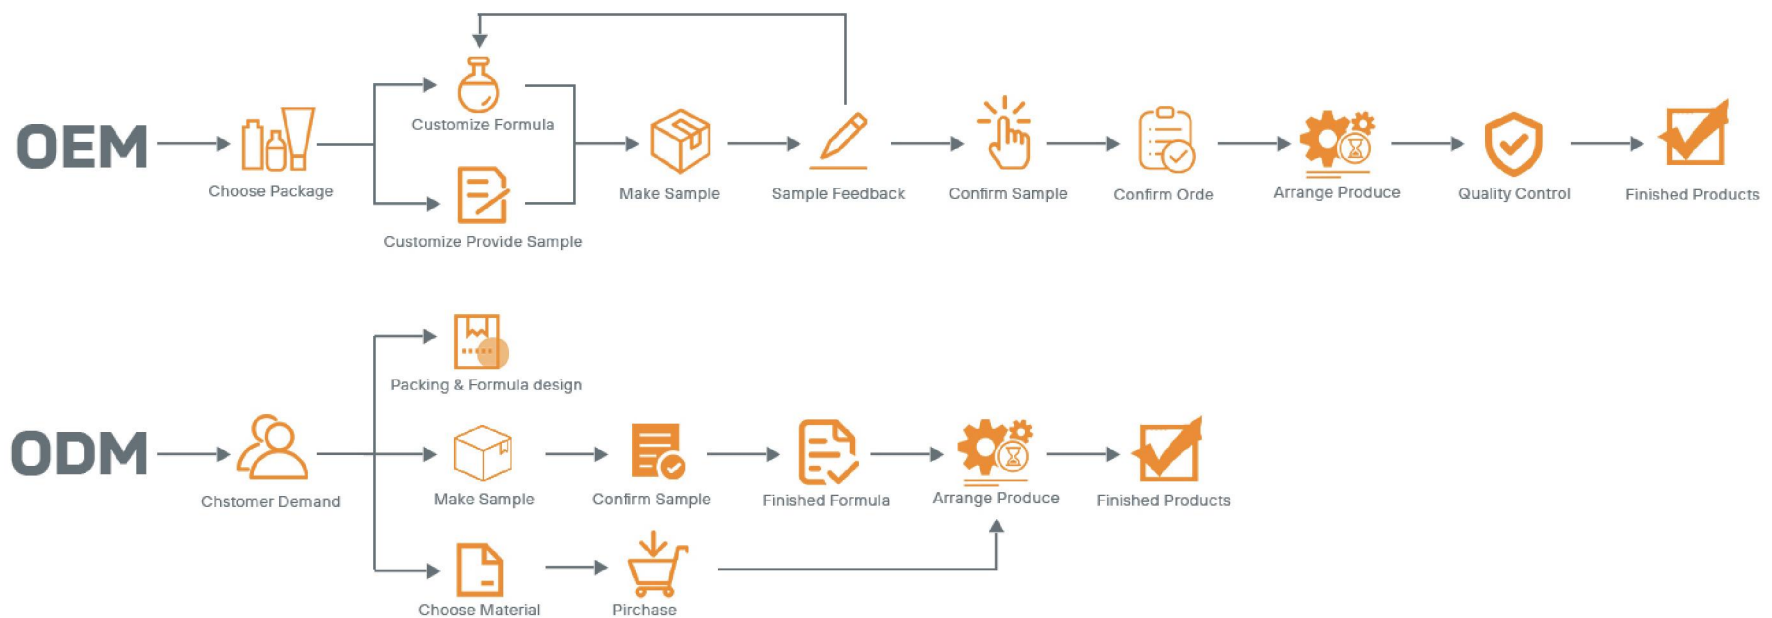 OEM
Choose Package
Customize Formula
Customize Provide Sample
Make Sample
Sample Feedback
Confirm Sample
Confirm Orde
Arrange Produce
Quality Control
Finished Products
ODM
Chstomer Demand
Packing & Formula design
Make Sample
Confirm Sample
Finished Formula
Arrange Produce
Finished Products
Choose Material
Pirchase